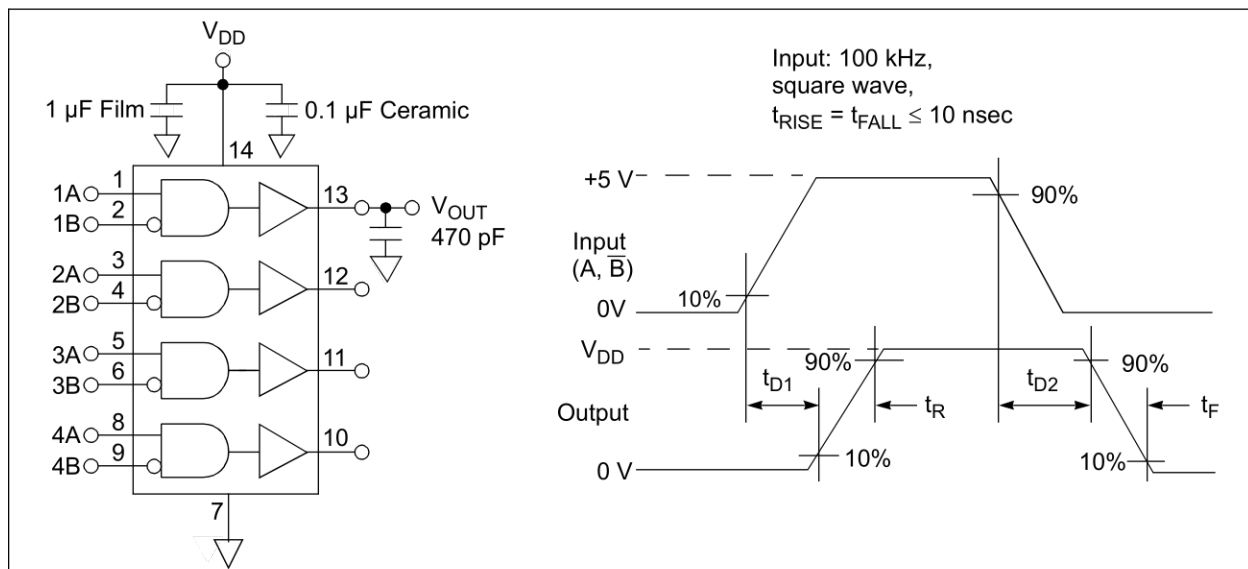 V_DD
1 µF Film
0.1 µF Ceramic
14
1A
1
2
1B
13
V_OUT
470 pF
2A
3
4
2B
12
3A
5
6
3B
11
4A
8
9
4B
10
7
Input: 100 kHz,
square wave,
t_RISE = t_FALL ≤ 10 nsec
+5 V
90%
Input
(A, B̅)
10%
0V
V_DD
90%
90%
t_D1
t_R
t_D2
t_F
Output
10%
10%
0 V